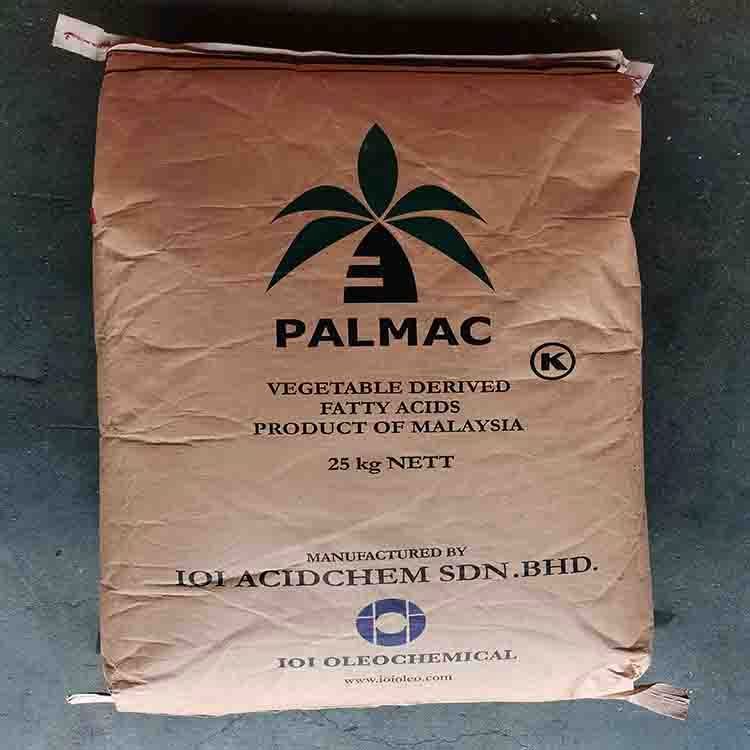 PALMAC
K
VEGETABLE DERIVED
FATTY ACIDS
PRODUCT OF MALAYSIA
25 kg NETT
MANUFACTURED BY
IOI ACIDCHEM SDN.BHD.
IOI
IOI OLEOCHEMICAL
www.ioioleo.com